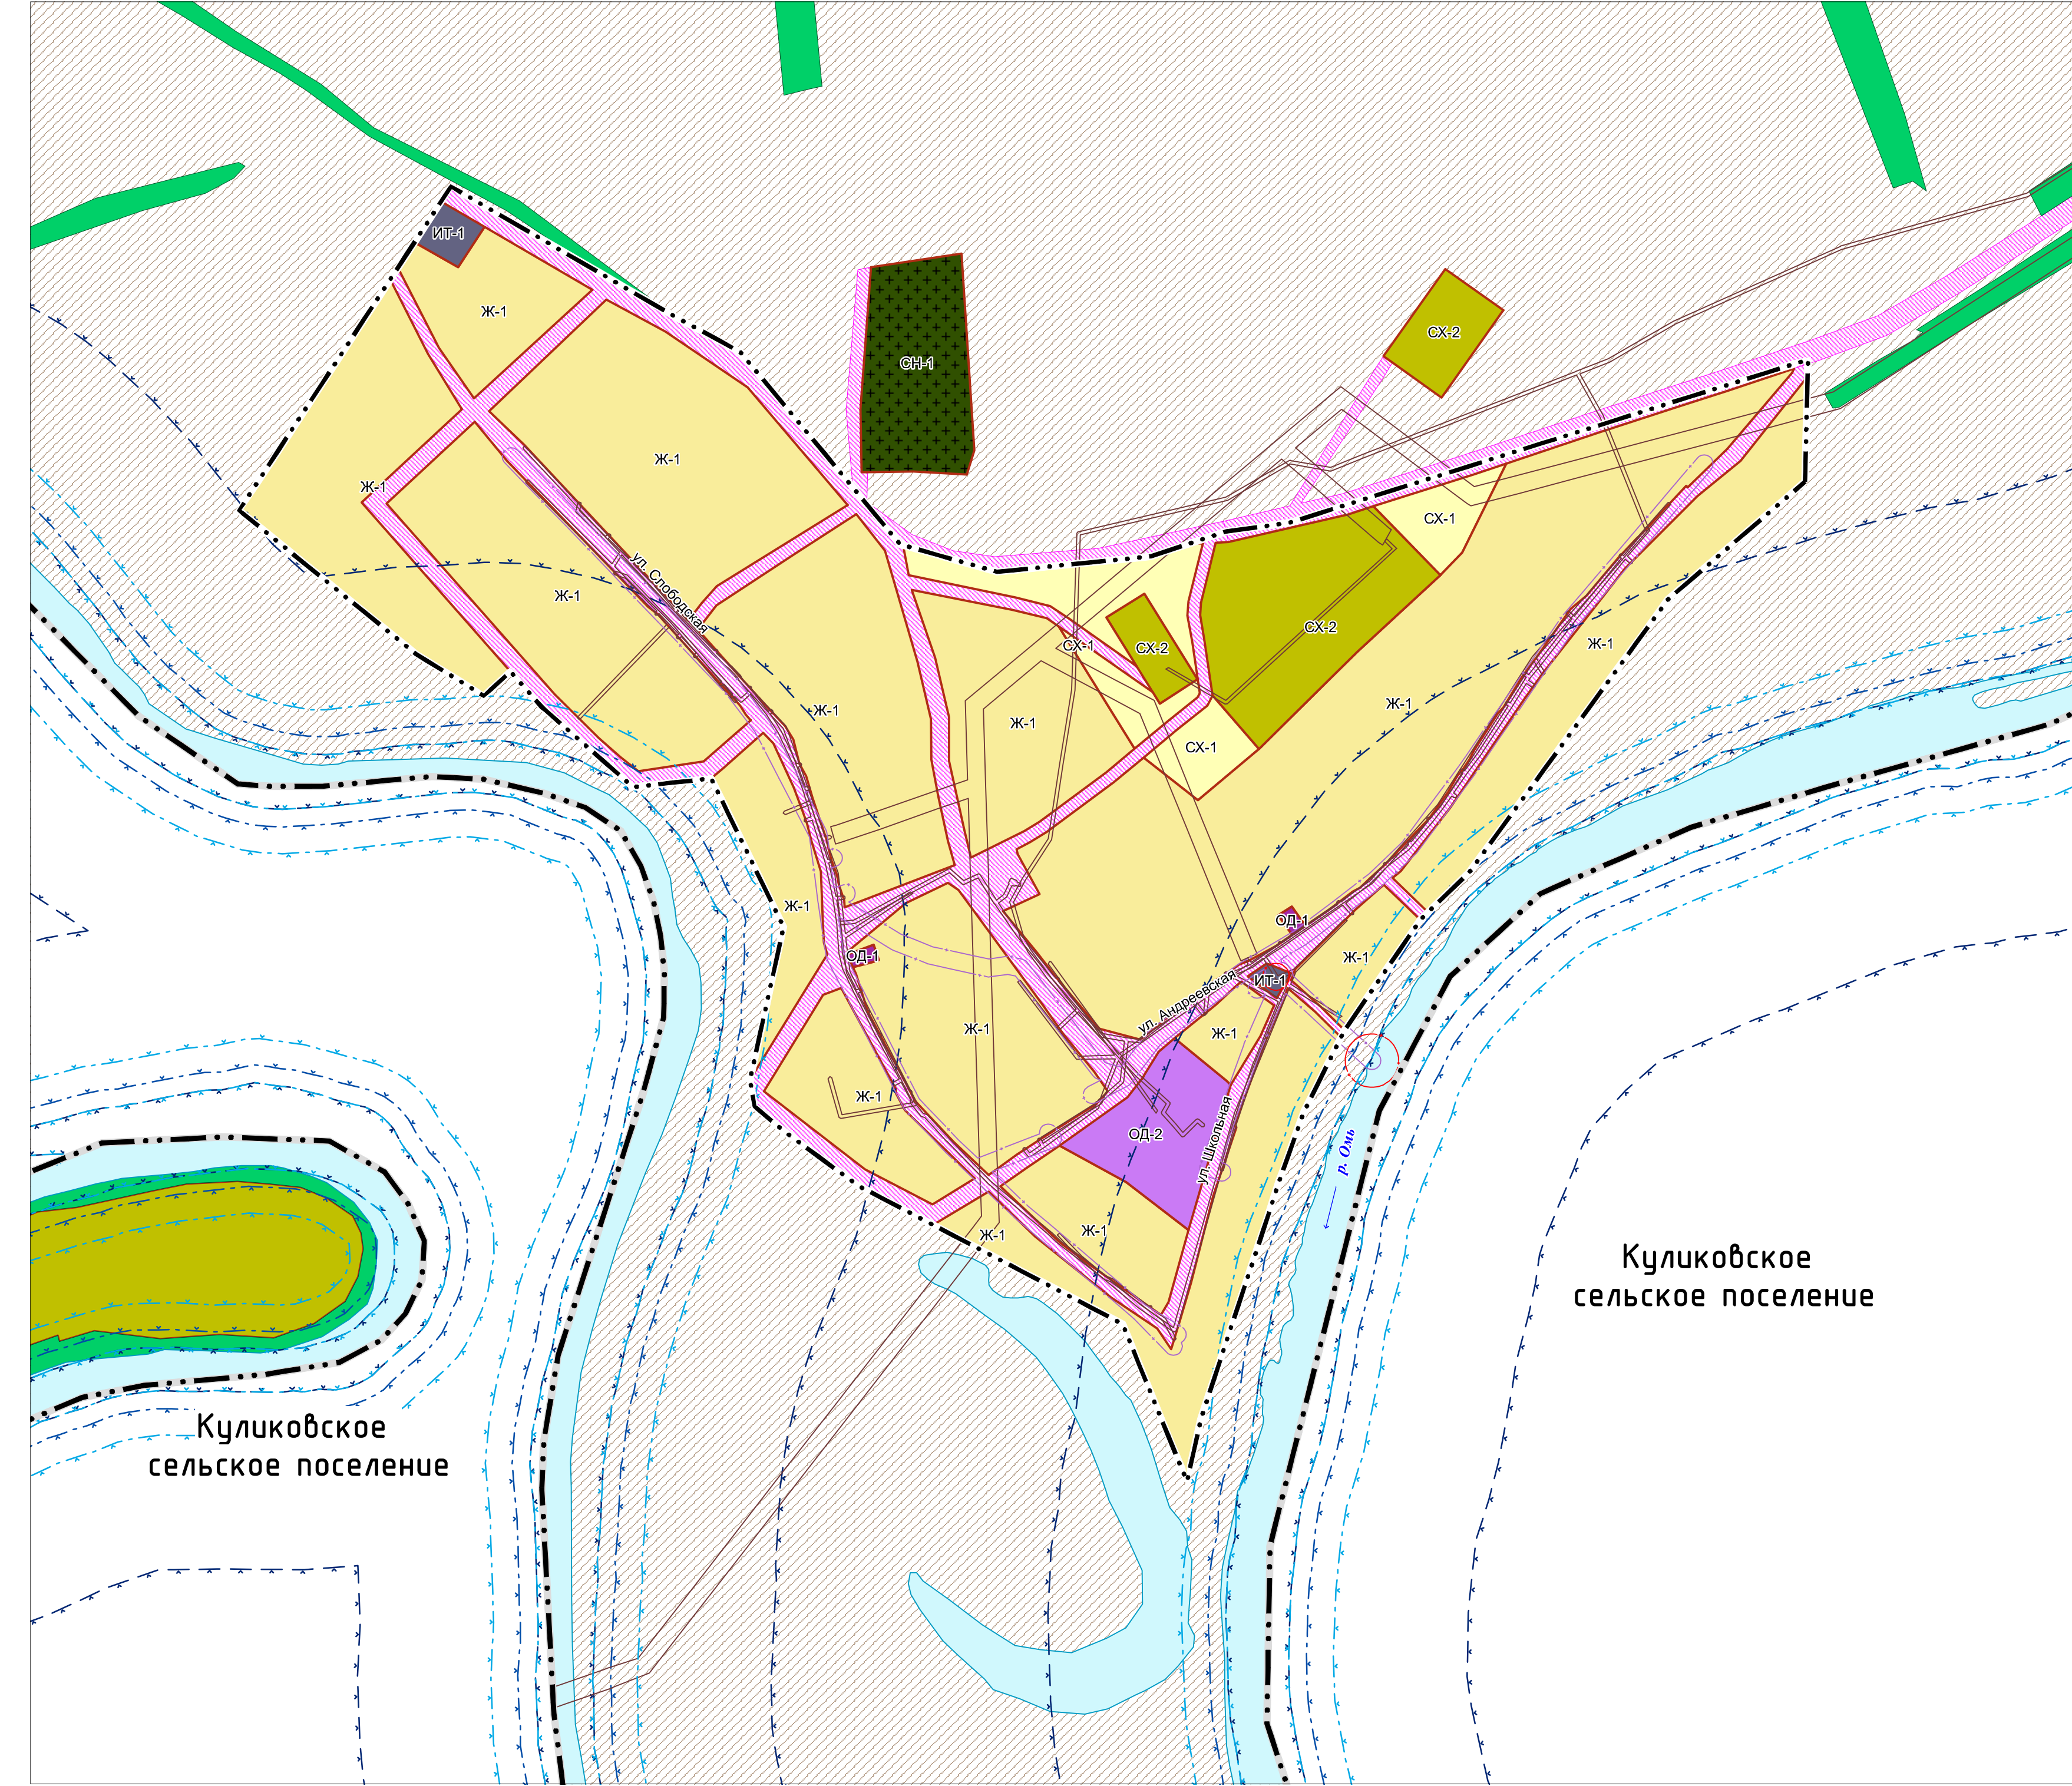 ИТ-1
Ж-1
СХ-2
СН-1
Ж-1
Ж-1
СХ-1
ул. Слободская
Ж-1
СХ-2
Ж-1
СХ-1
СХ-2
Ж-1
Ж-1
Ж-1
СХ-1
Ж-1
ОД-1
ОД-1
Ж-1
ИТ-1
ул. Андреевская
Ж-1
Ж-1
Ж-1
ОД-2
ул. Школьная
р. Омь
Ж-1
Ж-1
Куликовское
сельское поселение
Куликовское
сельское поселение